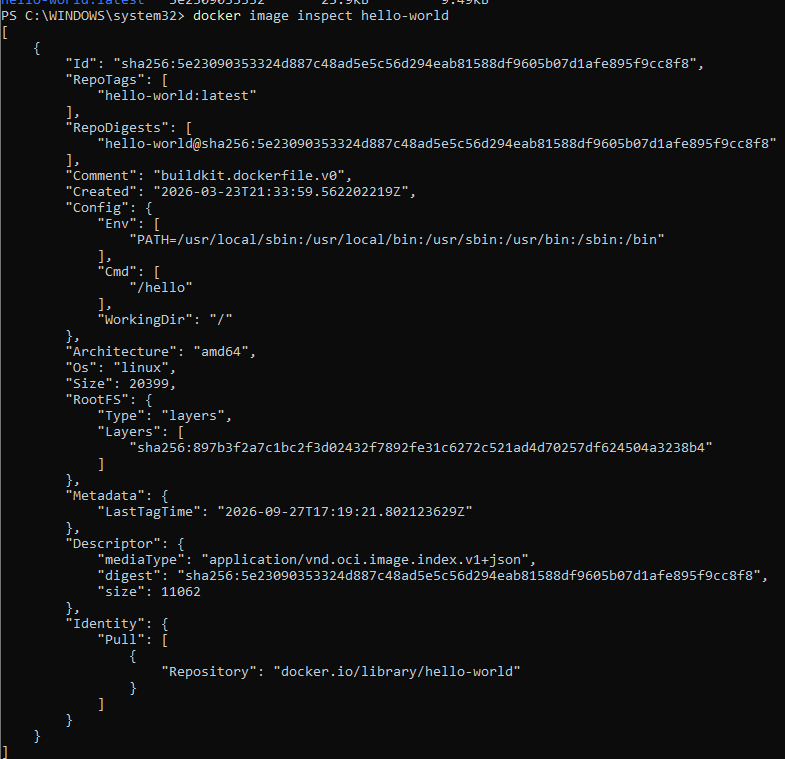 hello-world:latest   5e2309035332       25.9kB         9.49kB
PS C:\WINDOWS\system32> docker image inspect hello-world
[
    {
        "Id": "sha256:5e23090353324d887c48ad5e5c56d294eab81588df9605b07d1afe895f9cc8f8",
        "RepoTags": [
            "hello-world:latest"
        ],
        "RepoDigests": [
            "hello-world@sha256:5e23090353324d887c48ad5e5c56d294eab81588df9605b07d1afe895f9cc8f8"
        ],
        "Comment": "buildkit.dockerfile.v0",
        "Created": "2026-03-23T21:33:59.562202219Z",
        "Config": {
            "Env": [
                "PATH=/usr/local/sbin:/usr/local/bin:/usr/sbin:/usr/bin:/sbin:/bin"
            ],
            "Cmd": [
                "/hello"
            ],
            "WorkingDir": "/"
        },
        "Architecture": "amd64",
        "Os": "linux",
        "Size": 20399,
        "RootFS": {
            "Type": "layers",
            "Layers": [
                "sha256:897b3f2a7c1bc2f3d02432f7892fe31c6272c521ad4d70257df624504a3238b4"
            ]
        },
        "Metadata": {
            "LastTagTime": "2026-09-27T17:19:21.802123629Z"
        },
        "Descriptor": {
            "mediaType": "application/vnd.oci.image.index.v1+json",
            "digest": "sha256:5e23090353324d887c48ad5e5c56d294eab81588df9605b07d1afe895f9cc8f8",
            "size": 11062
        },
        "Identity": {
            "Pull": [
                {
                    "Repository": "docker.io/library/hello-world"
                }
            ]
        }
    }
]